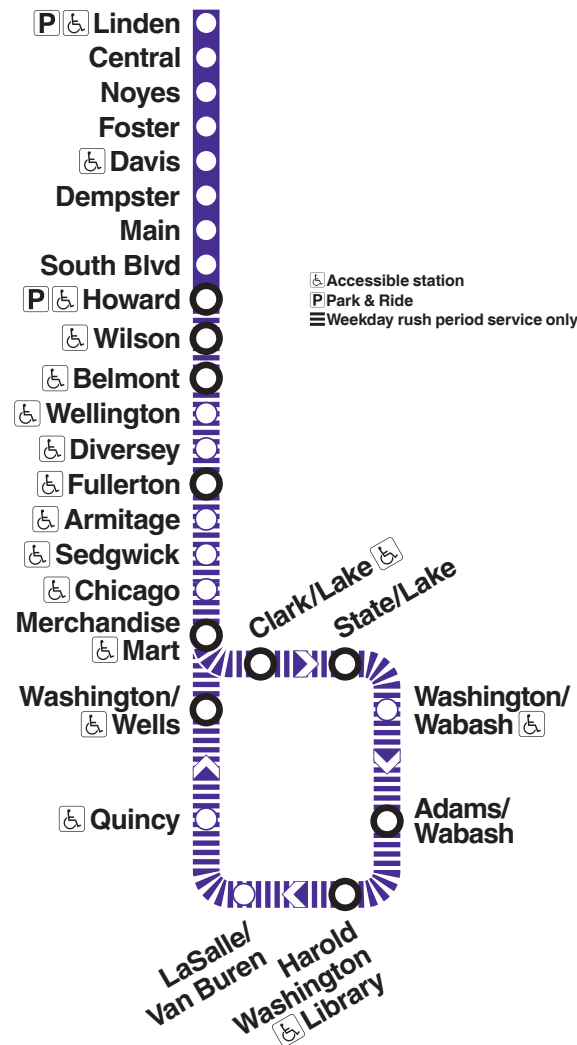 P Linden
Central
Noyes
Foster
Davis
Dempster
Main
South Blvd
P Howard
Accessible station
P Park & Ride
Weekday rush period service only
Wilson
Belmont
Wellington
Diversey
Fullerton
Armitage
Sedgwick
Chicago
Merchandise
Mart
Clark/Lake
State/Lake
Washington/
Wells
Washington/
Wabash
Quincy
Adams/
Wabash
LaSalle/
Van Buren
Harold
Washington
Library